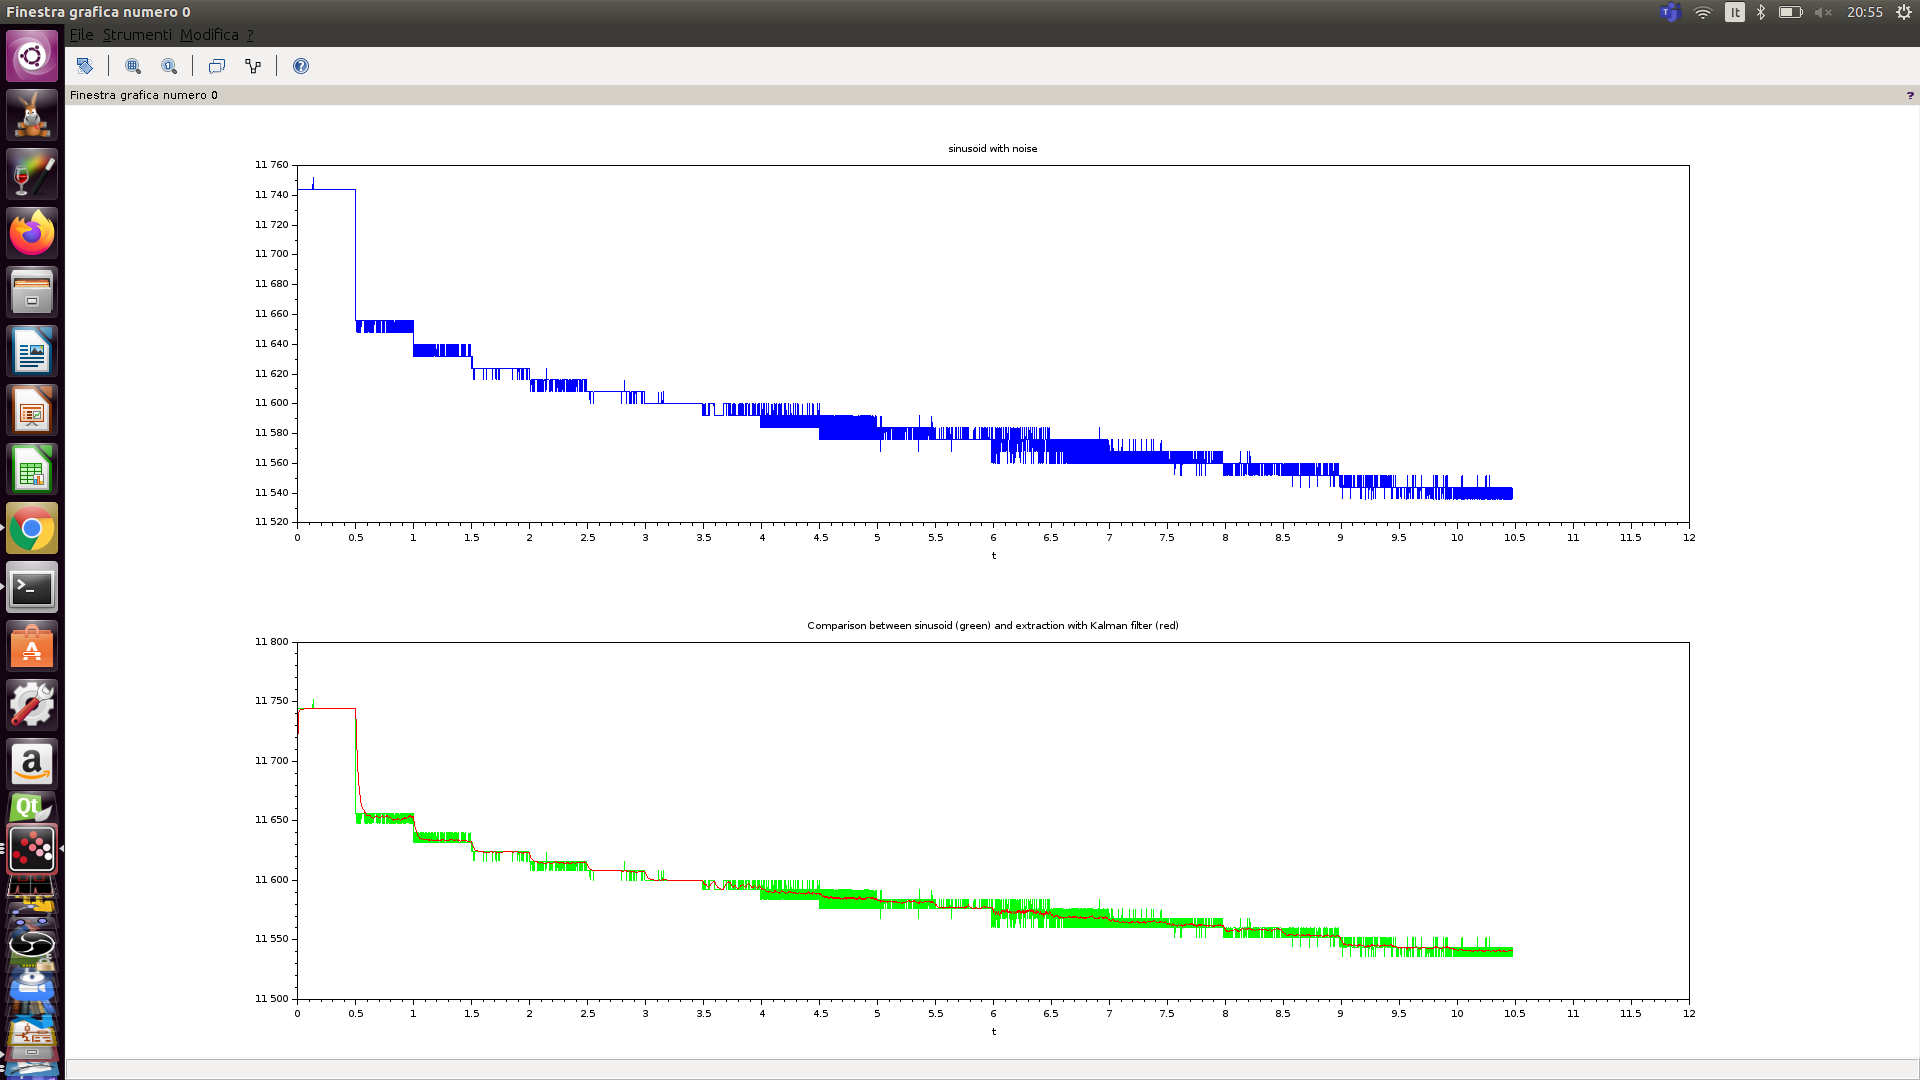 Finestra grafica numero 0
It
20:55
File Strumenti Modifica ?
Finestra grafica numero 0
?
sinusoid with noise
11 760
11 740
11 720
11 700
11 680
11 660
11 640
11 620
11 600
11 580
11 560
11 540
11 520
0 0.5 1 1.5 2 2.5 3 3.5 4 4.5 5 5.5 6 6.5 7 7.5 8 8.5 9 9.5 10 10.5 11 11.5 12
t
Comparison between sinusoid (green) and extraction with Kalman filter (red)
11 800
11 750
11 700
11 650
11 600
11 550
11 500
0 0.5 1 1.5 2 2.5 3 3.5 4 4.5 5 5.5 6 6.5 7 7.5 8 8.5 9 9.5 10 10.5 11 11.5 12
t
a
Qt